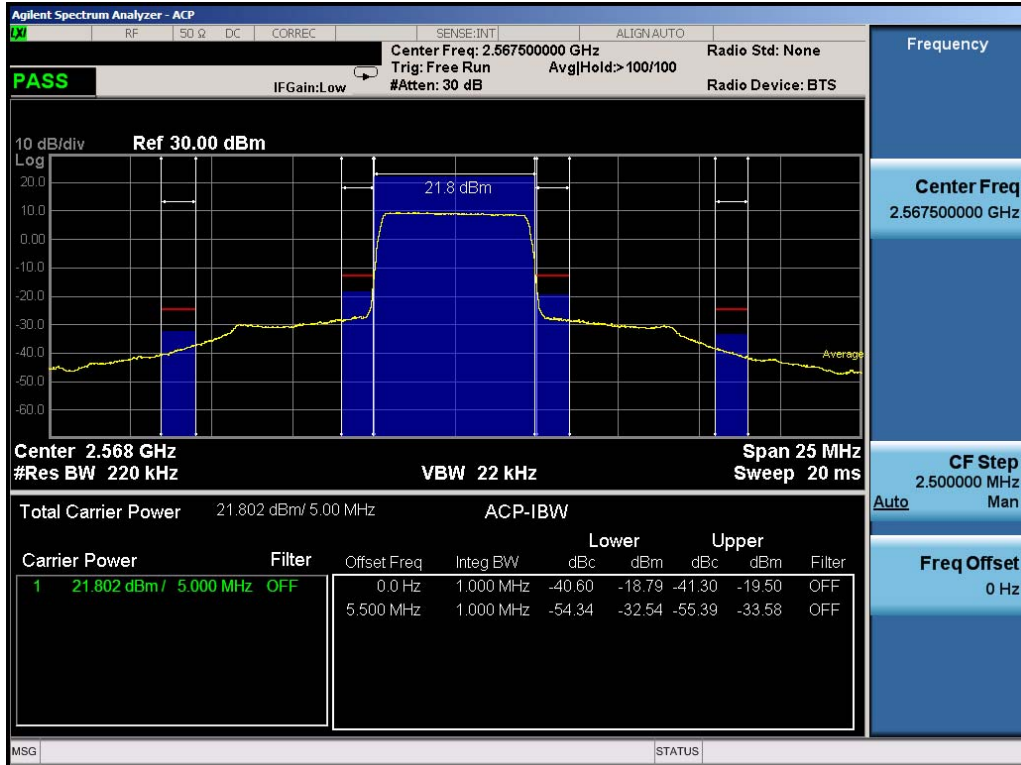 Agilent Spectrum Analyzer - ACP
LXI RF 50 Ω DC CORREC SENSE:INT ALIGN AUTO
Center Freq: 2.567500000 GHz Radio Std: None
Trig: Free Run Avg|Hold:>100/100
PASS IFGain:Low #Atten: 30 dB Radio Device: BTS
Frequency
10 dB/div Ref 30.00 dBm
Log
20.0
10.0
0.00
-10.0
-20.0
-30.0
-40.0
-50.0
-60.0
21.8 dBm
Average
Center 2.568 GHz Span 25 MHz
#Res BW 220 kHz VBW 22 kHz Sweep 20 ms
Total Carrier Power 21.802 dBm/ 5.00 MHz ACP-IBW
Lower Upper
Carrier Power Filter Offset Freq Integ BW dBc dBm dBc dBm Filter
1 21.802 dBm / 5.000 MHz OFF 0.0 Hz 1.000 MHz -40.60 -18.79 -41.30 -19.50 OFF
5.500 MHz 1.000 MHz -54.34 -32.54 -55.39 -33.58 OFF
Center Freq
2.567500000 GHz
CF Step
2.500000 MHz
Auto Man
Freq Offset
0 Hz
MSG STATUS